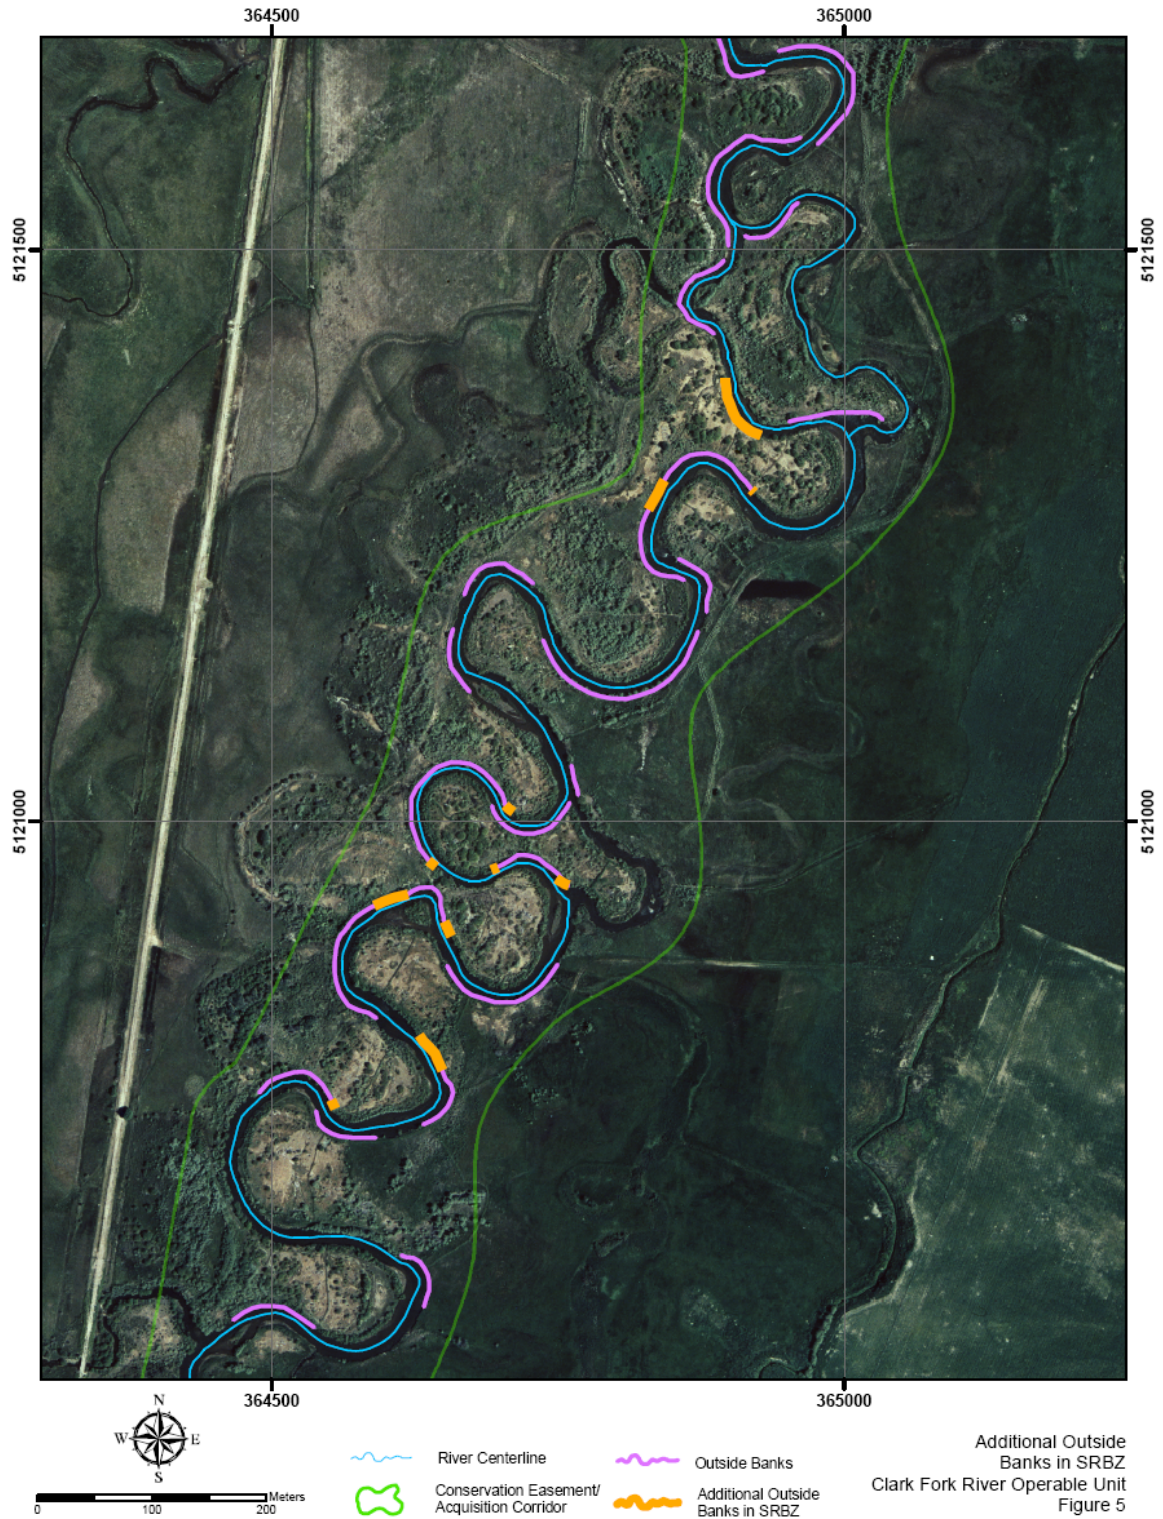 364500 365000
5121500 5121500
5121000 5121000
364500 365000
N
W E
S
Meters
0 100 200
River Centerline
Conservation Easement/
Acquisition Corridor
Outside Banks
Additional Outside
Banks in SRBZ
Additional Outside
Banks in SRBZ
Clark Fork River Operable Unit
Figure 5